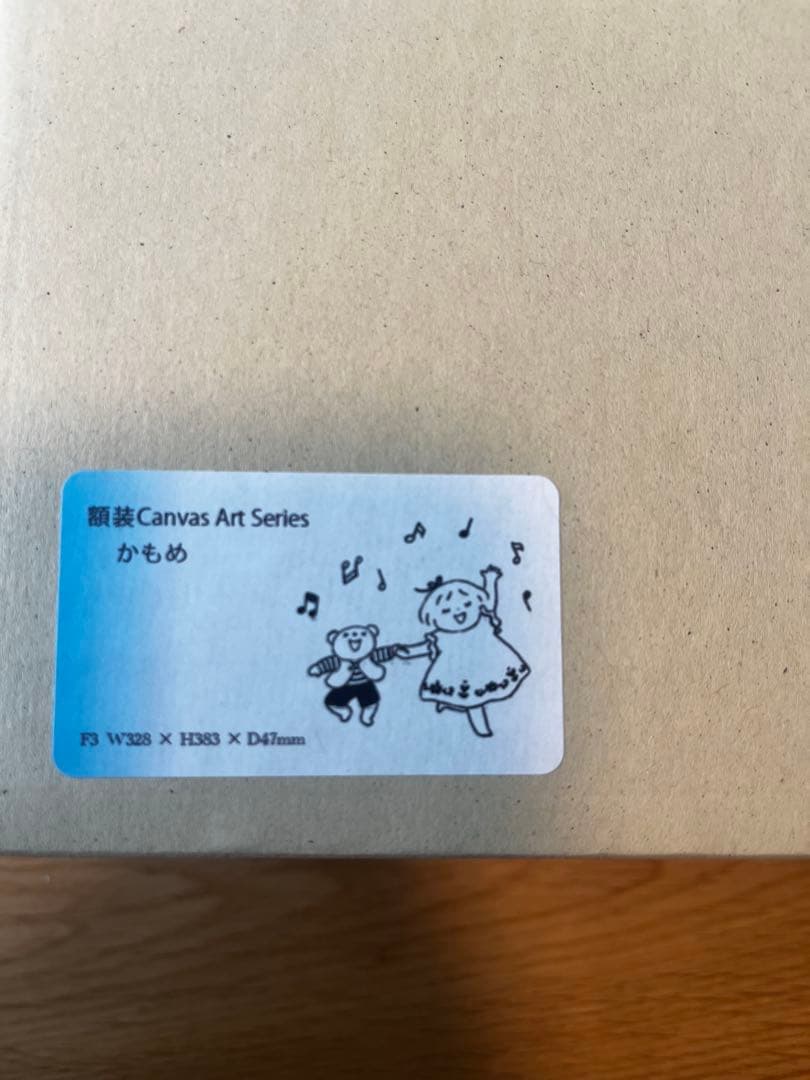 額装Canvas Art Series
かもめ
F3 W328 × H383 × D47mm